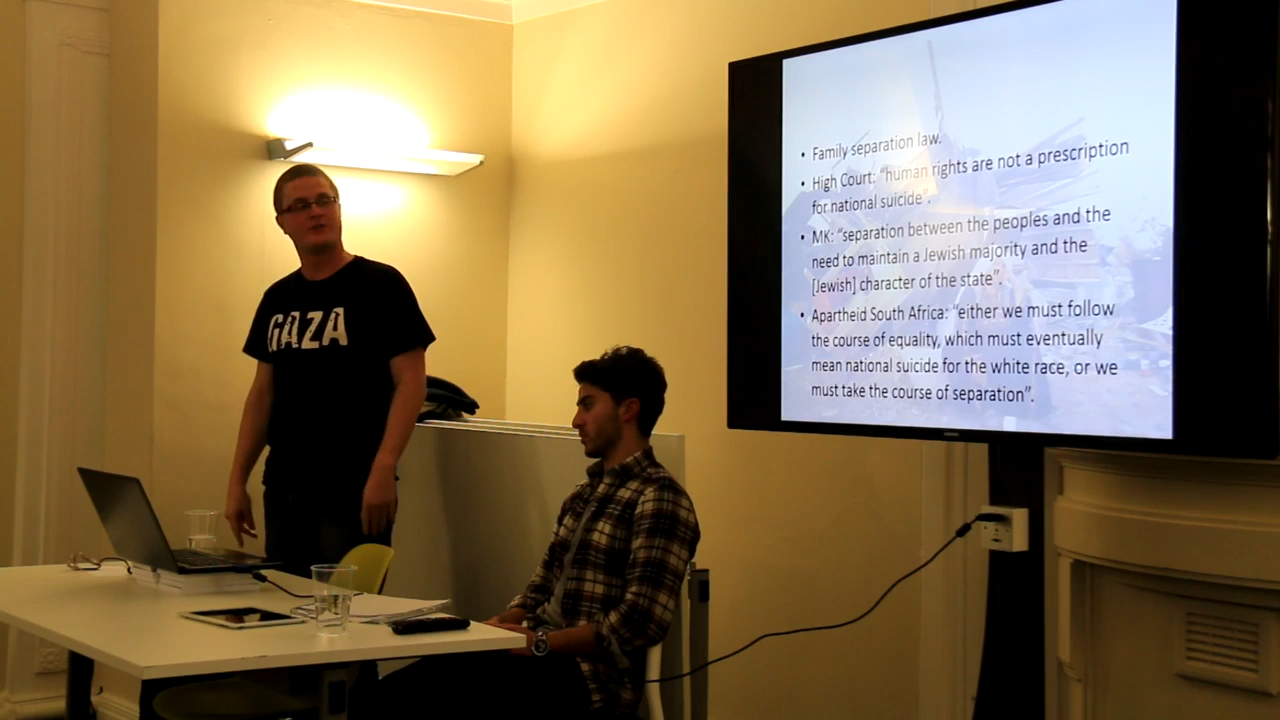 GAZA
• Family separation law.
• High Court: “human rights are not a prescription
for national suicide”.
• MK: “separation between the peoples and the
need to maintain a Jewish majority and the
[Jewish] character of the state”.
• Apartheid South Africa: “either we must follow
the course of equality, which must eventually
mean national suicide for the white race, or we
must take the course of separation”.